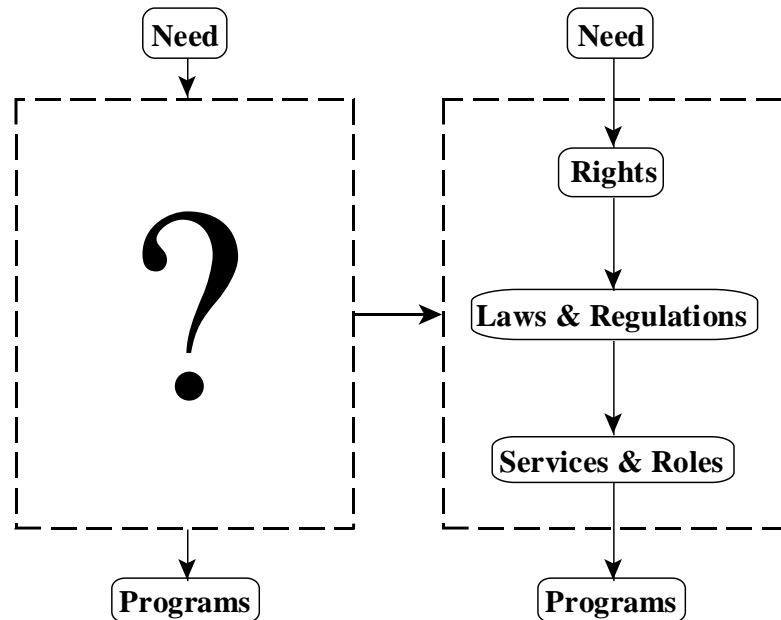 Need
?
Programs
Need
Rights
Laws & Regulations
Services & Roles
Programs